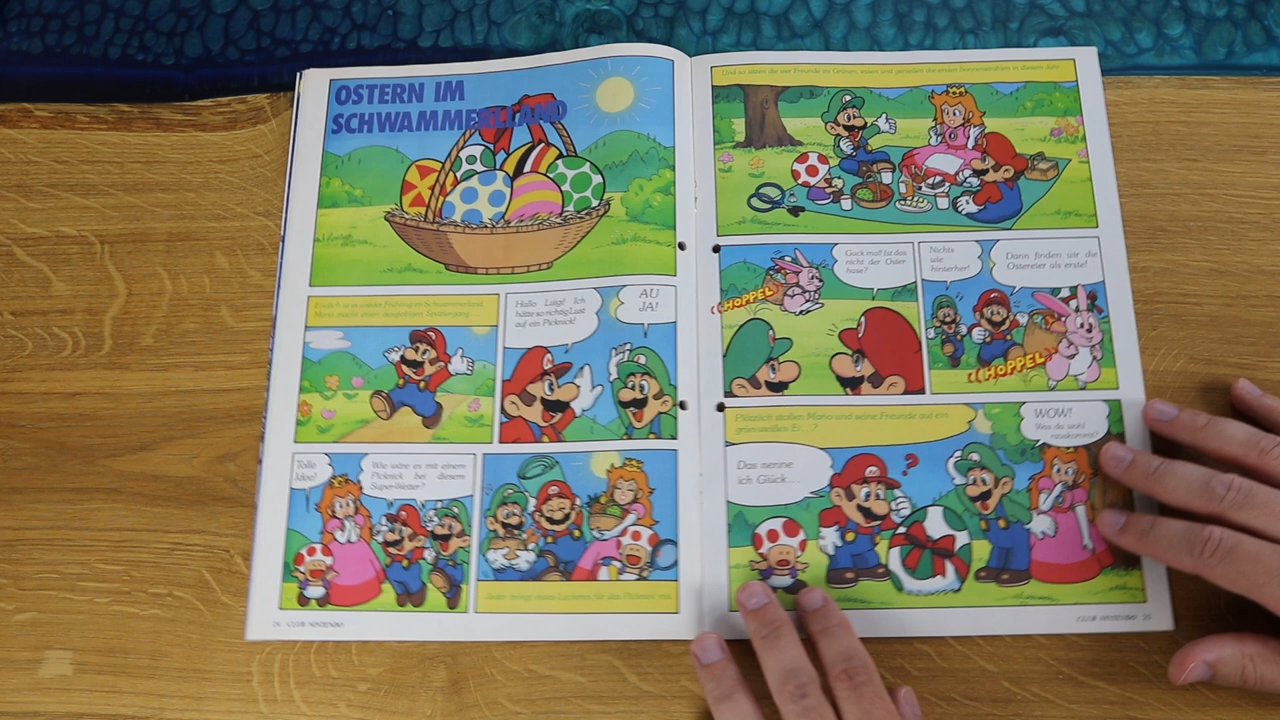 OSTERN IM
SCHWAMMERLLAND
Endlich ist es wieder Frühling im Schwammerlland.
Mario macht einen ausgiebigen Spaziergang...
Hallo Luigi! Ich
hätte so richtig Lust
auf ein Picknick!
AU
JA!
Tolle
Idee!
Wie wäre es mit einem
Picknick bei diesem
Super-Wetter?
Jeder bringt etwas Leckeres für das Picknick mit.
CLUB NINTENDO
Und so sitzen die vier Freunde im Grünen, essen und genießen die ersten Sonnenstrahlen in diesem Jahr.
HOPPEL
Guck mal! Ist das
nicht der Oster
hase?
Nichts
wie
hinterher!
Dann finden wir die
Ostereier als erste!
HOPPEL
Plötzlich stoßen Mario und seine Freunde auf ein
grün-weißes Ei...?
Das nenne
ich Glück...
?
WOW!
Was da wohl
rauskommt?
CLUB NINTENDO